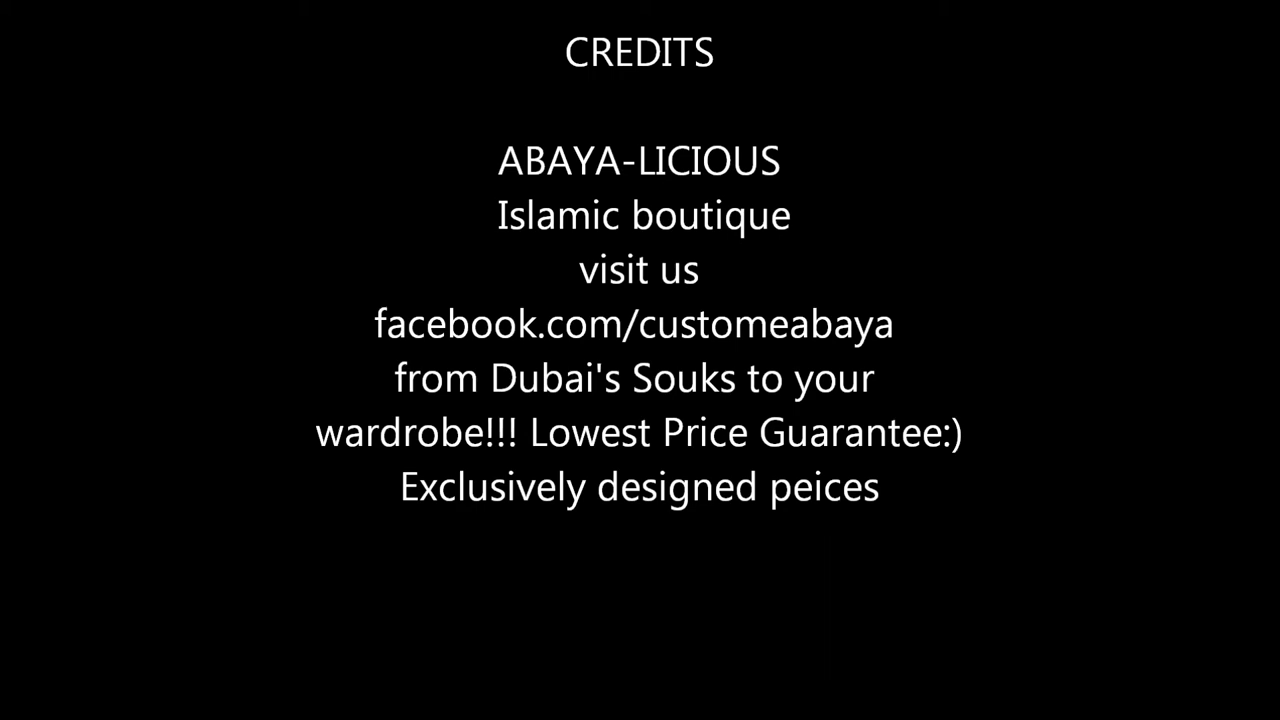 CREDITS
ABAYA-LICIOUS
Islamic boutique
visit us
facebook.com/customeabaya
from Dubai's Souks to your
wardrobe!!! Lowest Price Guarantee:)
Exclusively designed peices